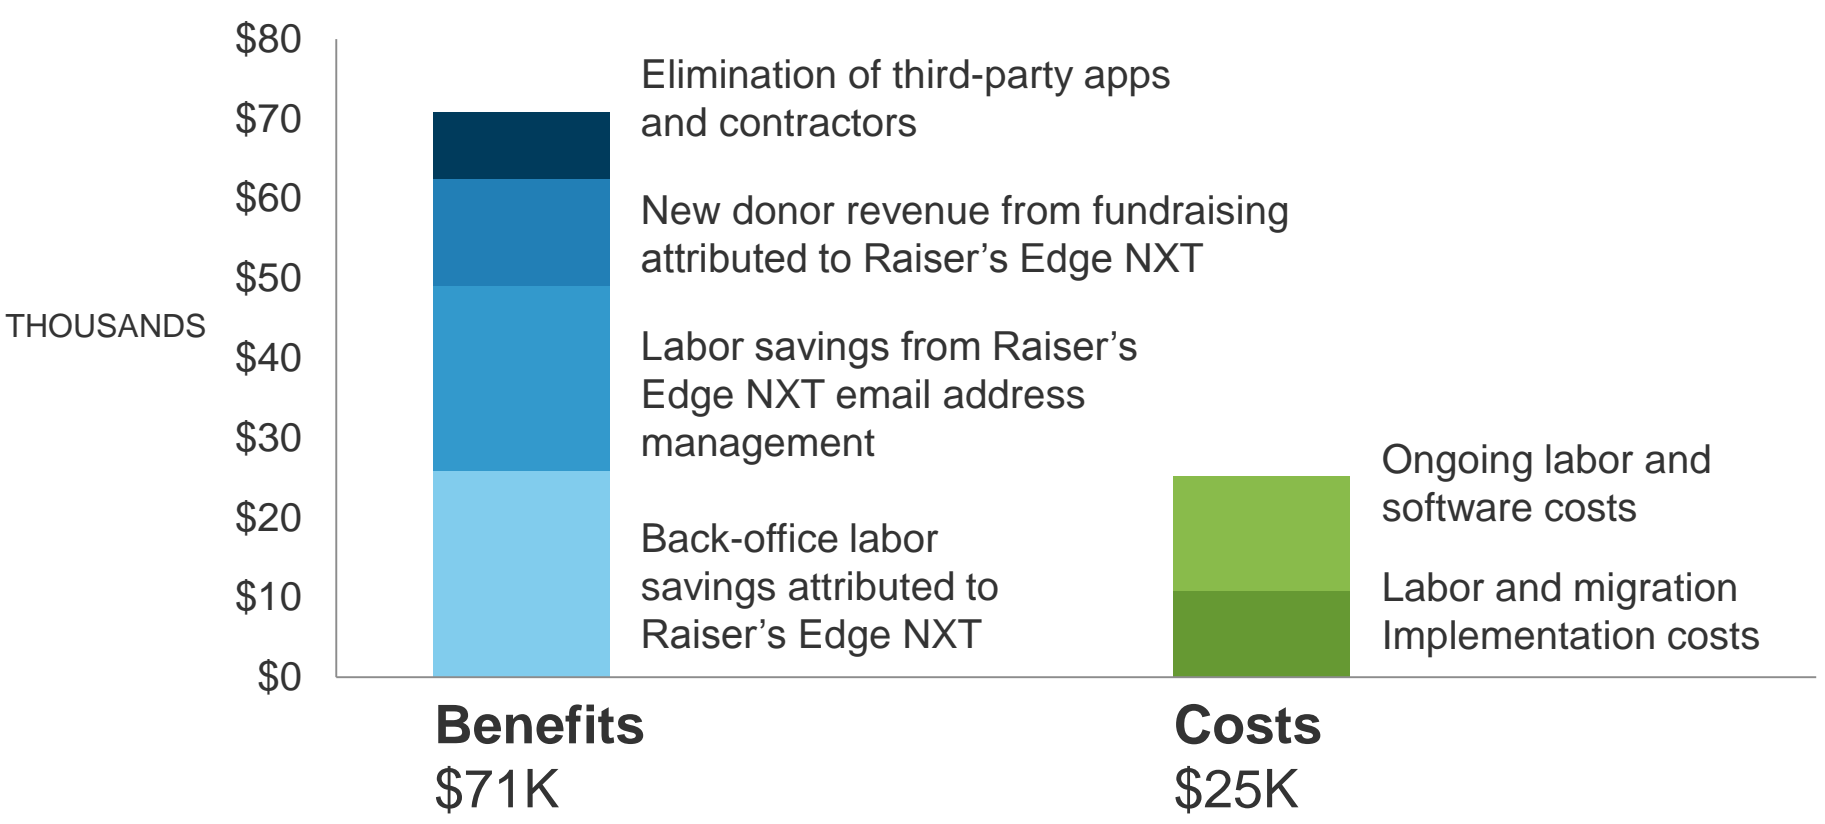 $80
$70
$60
$50
$40
$30
$20
$10
$0
THOUSANDS
Elimination of third-party apps
and contractors
New donor revenue from fundraising
attributed to Raiser’s Edge NXT
Labor savings from Raiser’s
Edge NXT email address
management
Back-office labor
savings attributed to
Raiser’s Edge NXT
Ongoing labor and
software costs
Labor and migration
Implementation costs
Benefits
$71K
Costs
$25K